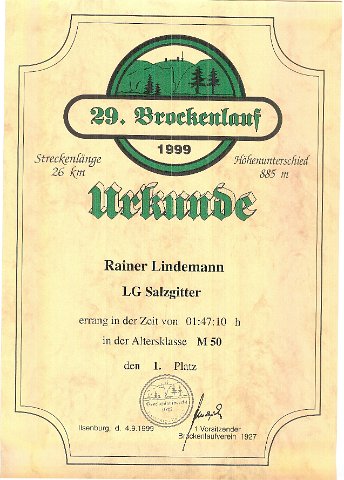 29. Brockenlauf
1999
Streckenlänge
26 km
Höhenunterschied
885 m
Urkunde
Rainer Lindemann
LG Salzgitter
errang in der Zeit von 01:47:10 h
in der Altersklasse M 50
den 1. Platz
Ilsenburg, d. 4.9.1999
1 Vorsitzender
Brockenlaufverein 1927